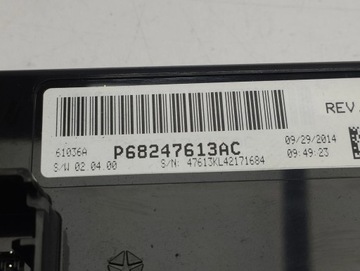 REV
61036A P68247613AC 09/29/2014
S/W 02.04.00 S/N: 47613KL42171684 09:49:23